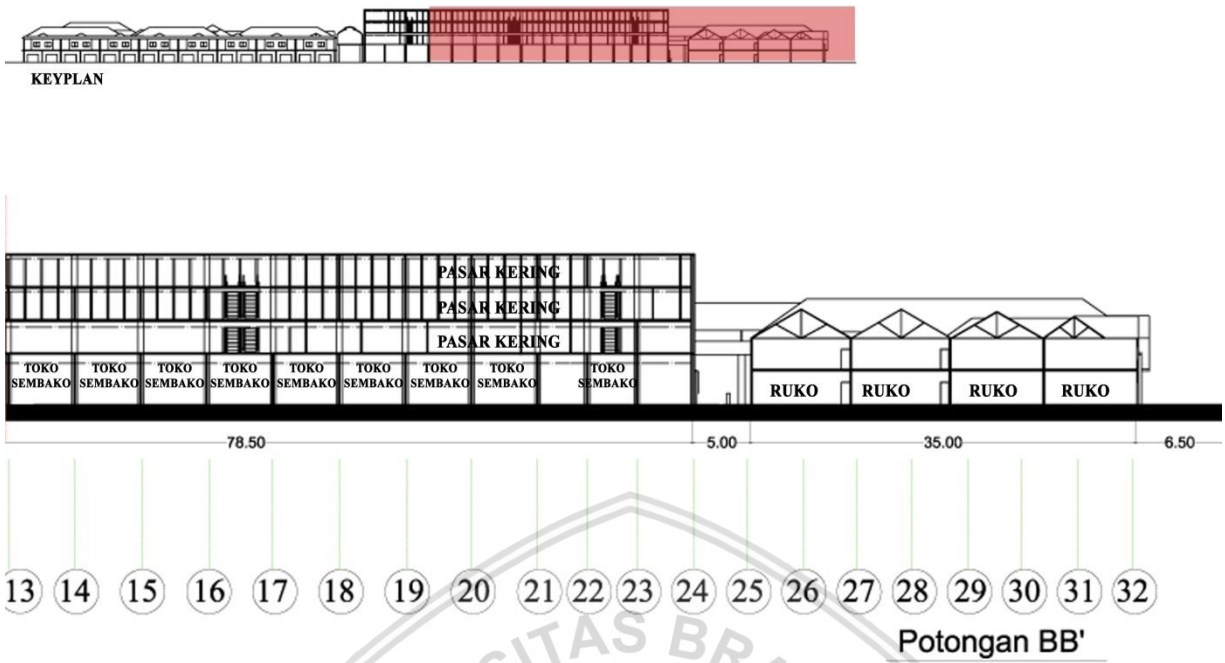 KEYPLAN
PASAR KERING
PASAR KERING
PASAR KERING
TOKO TOKO TOKO TOKO TOKO TOKO TOKO TOKO TOKO
SEMBAKO SEMBAKO SEMBAKO SEMBAKO SEMBAKO SEMBAKO SEMBAKO SEMBAKO SEMBAKO
RUKO RUKO RUKO RUKO
78.50 5.00 35.00 6.50
13 14 15 16 17 18 19 20 21 22 23 24 25 26 27 28 29 30 31 32
SITAS BRA
Potongan BB'